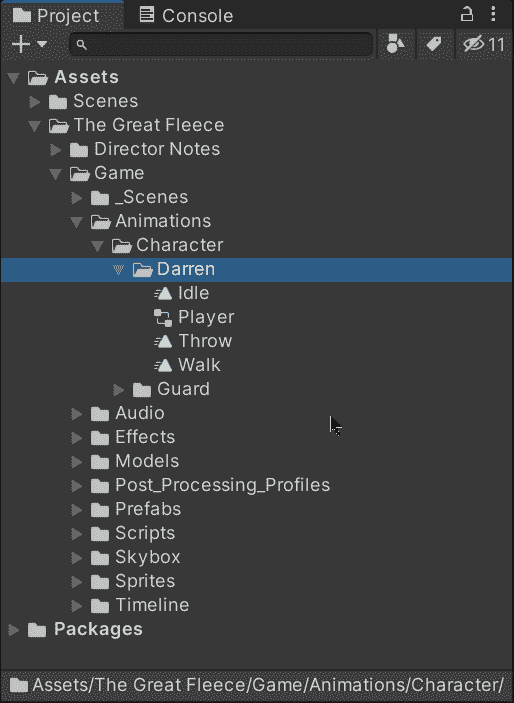 Project Console
11
Assets
Scenes
The Great Fleece
Director Notes
Game
_Scenes
Animations
Character
Darren
Idle
Player
Throw
Walk
Guard
Audio
Effects
Models
Post_Processing_Profiles
Prefabs
Scripts
Skybox
Sprites
Timeline
Packages
Assets/The Great Fleece/Game/Animations/Character/